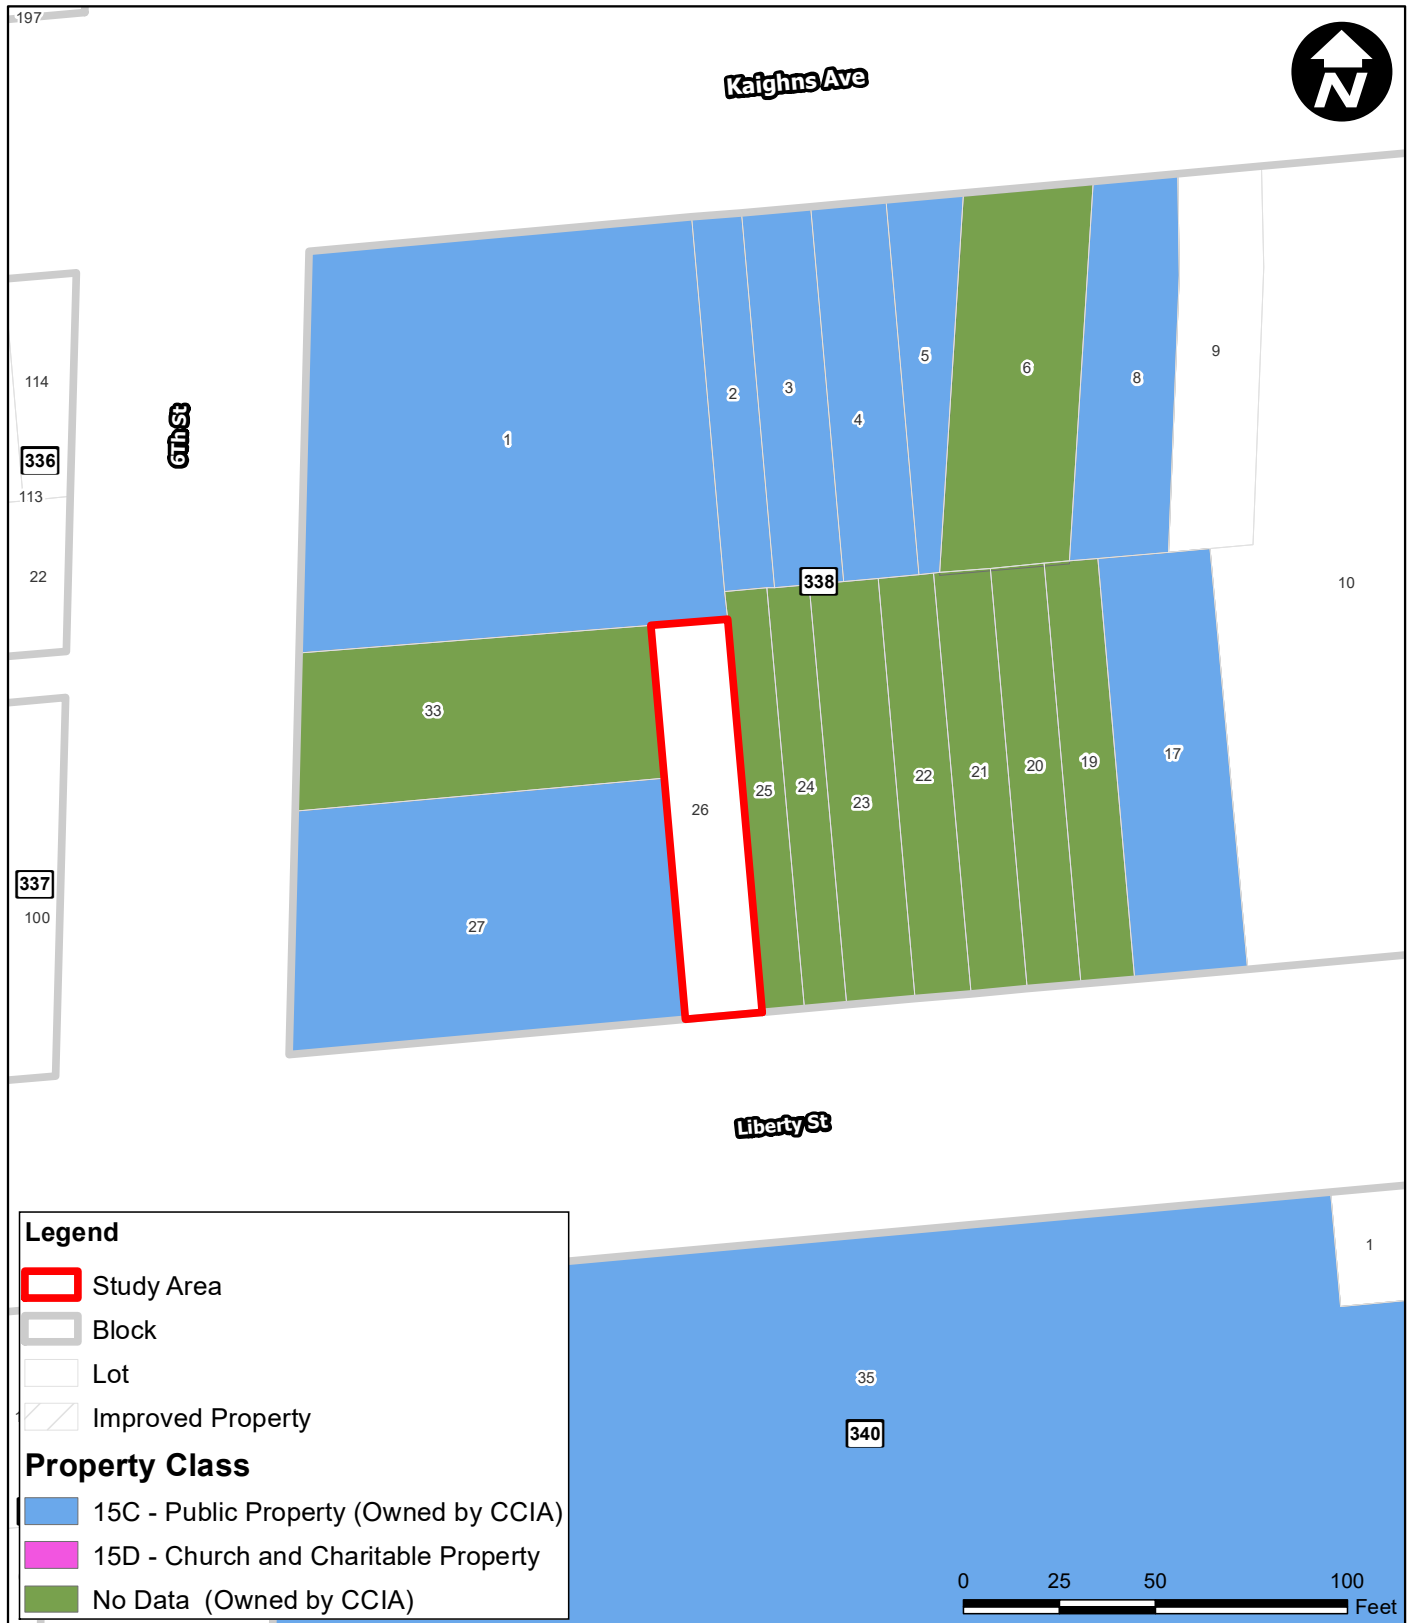 197
Kaighns Ave
N
114
336
113
22
6Th St
1
2
3
4
5
6
8
9
10
338
33
26
25
24
23
22
21
20
19
17
27
337
100
Liberty St
1
35
340
Legend
Study Area
Block
Lot
Improved Property
Property Class
15C - Public Property (Owned by CCIA)
15D - Church and Charitable Property
No Data (Owned by CCIA)
0 25 50 100
Feet